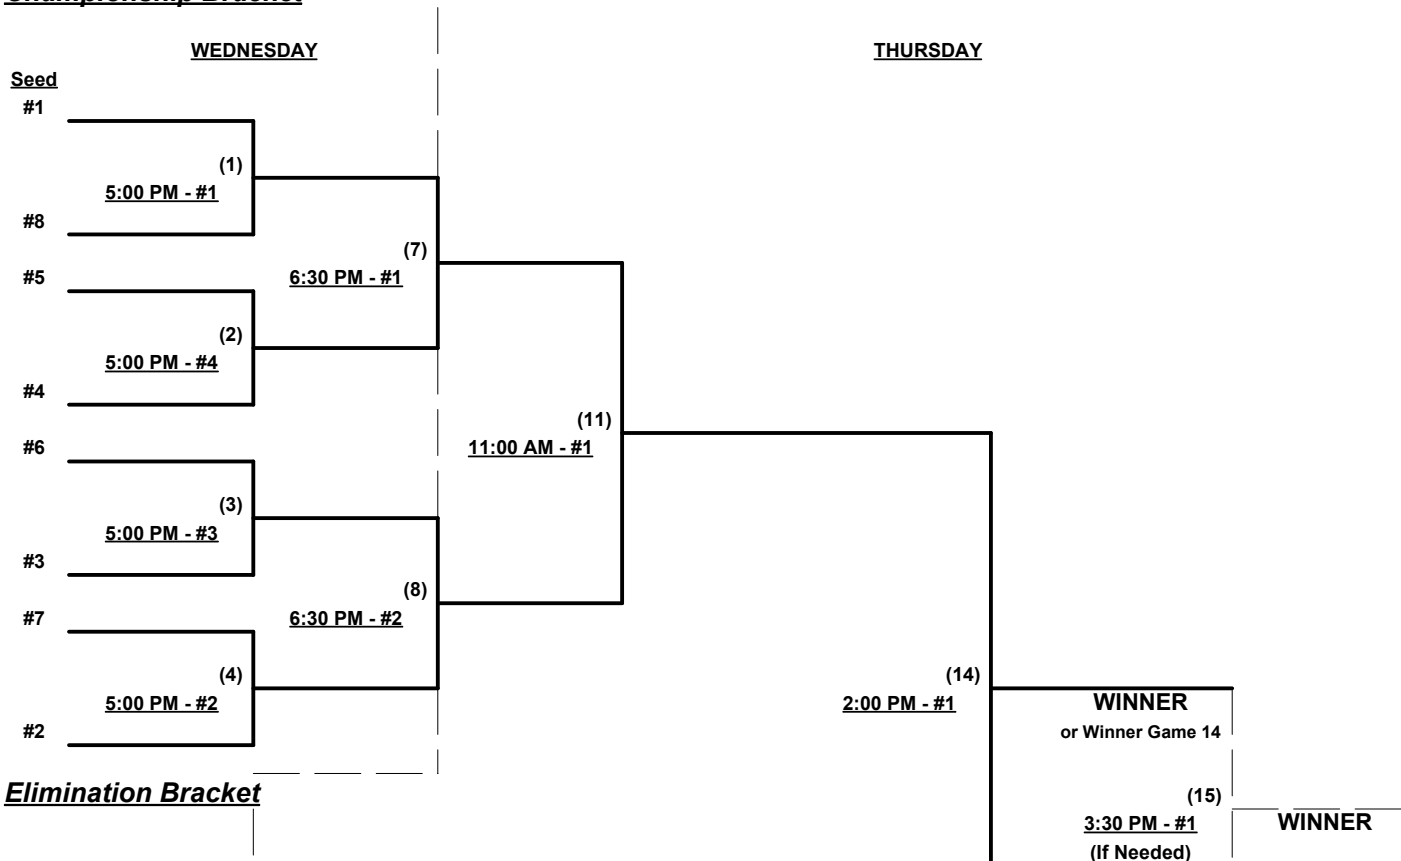 Championship Bracket
WEDNESDAY
THURSDAY
Seed
#1
(1)
5:00 PM - #1
#8
(7)
6:30 PM - #1
#5
(2)
5:00 PM - #4
#4
(11)
11:00 AM - #1
#6
(3)
5:00 PM - #3
#3
(8)
6:30 PM - #2
#7
(4)
5:00 PM - #2
#2
(14)
2:00 PM - #1
WINNER
or Winner Game 14
Elimination Bracket
(15)
3:30 PM - #1
(If Needed)
WINNER